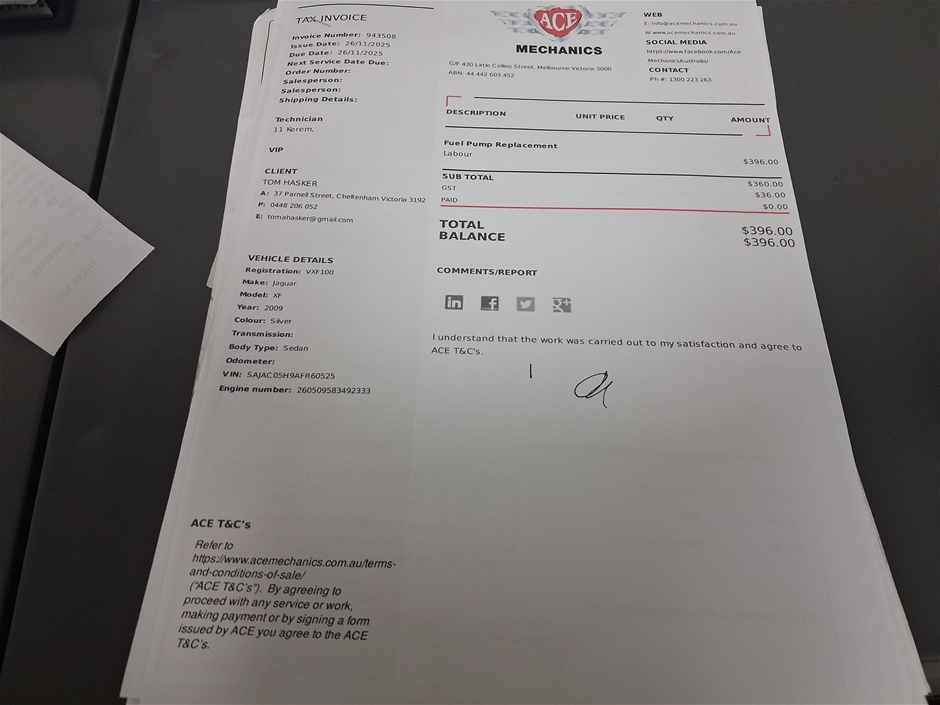 TAX INVOICE
Invoice Number: 943508
Issue Date: 26/11/2025
Due Date: 26/11/2025
Next Service Date Due:
Order Number:
Salesperson:
Salesperson:
Shipping Details:
Technician
11 Kerem,
VIP
CLIENT
TOM HASKER
A: 37 Parnell Street, Cheltenham Victoria 3192
P: 0448 206 052
E: tomahasker@gmail.com
VEHICLE DETAILS
Registration: VXF100
Make: Jaguar
Model: XF
Year: 2009
Colour: Silver
Transmission:
Body Type: Sedan
Odometer:
VIN: SAJAC05H9AFR60525
Engine number: 260509583492333
ACE T&C's
Refer to
https://www.acemechanics.com.au/terms-
and-conditions-of-sale/
("ACE T&C's"). By agreeing to
proceed with any service or work,
making payment or by signing a form
issued by ACE you agree to the ACE
T&C's.
ACE
MECHANICS
G/F 430 Little Collins Street, Melbourne Victoria 3000
ABN: 44 442 603 452
WEB
E: info@acemechanics.com.au
W www.acemechanics.com.au
SOCIAL MEDIA
https://www.facebook.com/Ace
MechanicsAustralia/
CONTACT
Ph #: 1300 223 263
DESCRIPTION UNIT PRICE QTY AMOUNT
Fuel Pump Replacement
Labour $396.00
SUB TOTAL $360.00
GST $36.00
PAID $0.00
TOTAL $396.00
BALANCE $396.00
COMMENTS/REPORT
in f g+
I understand that the work was carried out to my satisfaction and agree to
ACE T&C's.